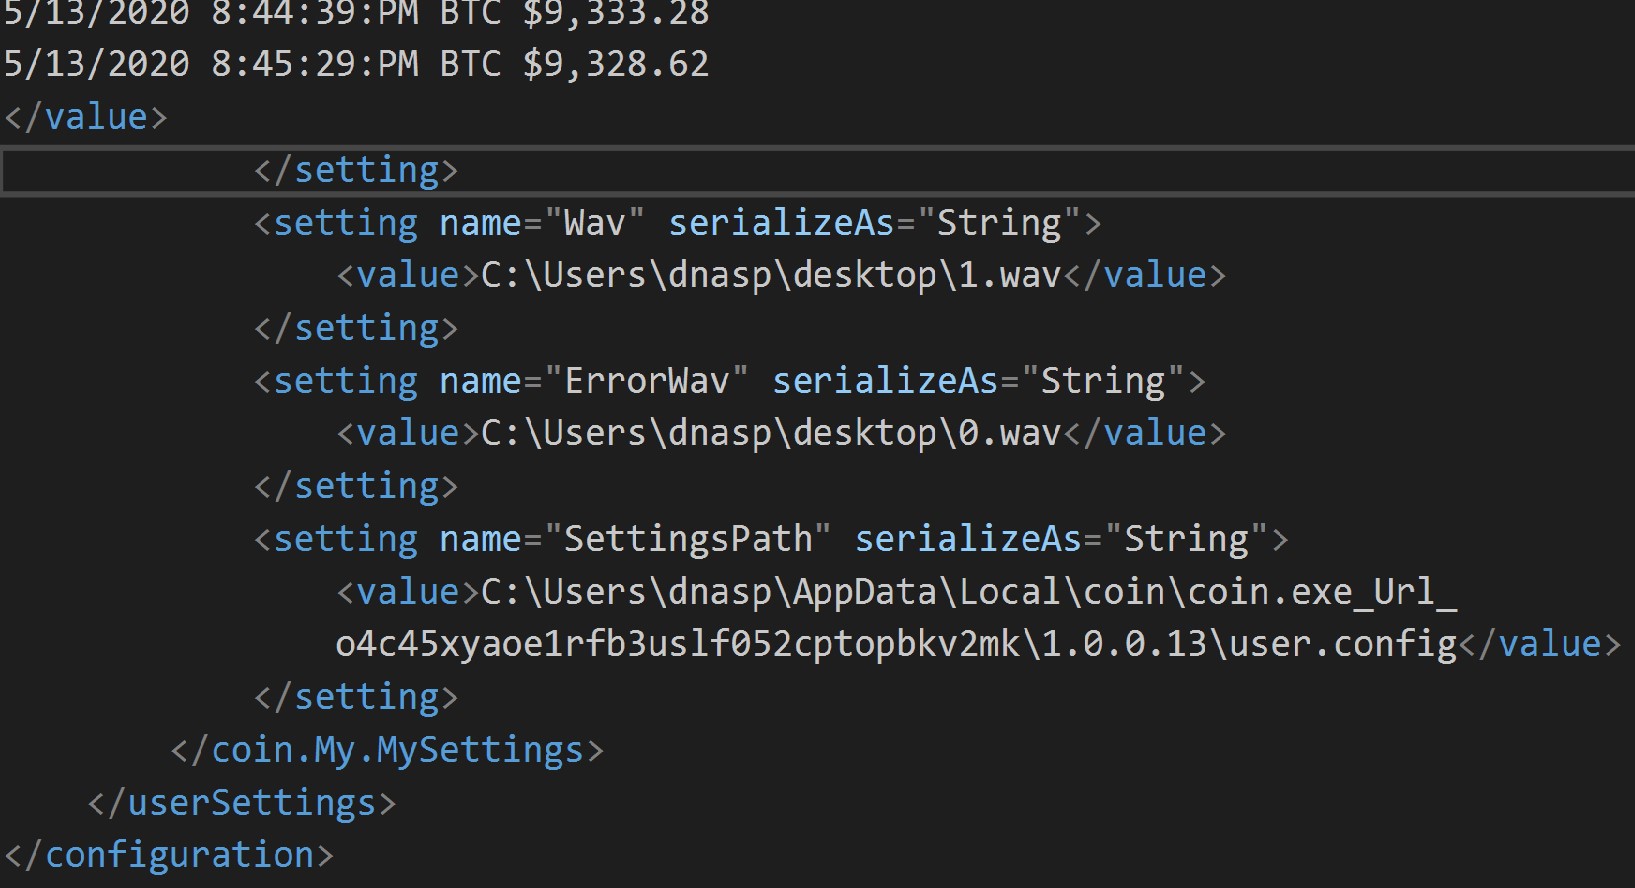 5/13/2020 8:44:39:PM BTC $9,333.28
5/13/2020 8:45:29:PM BTC $9,328.62
</value>
</setting>
<setting name="Wav" serializeAs="String">
<value>C:\Users\dnasp\desktop\1.wav</value>
</setting>
<setting name="ErrorWav" serializeAs="String">
<value>C:\Users\dnasp\desktop\0.wav</value>
</setting>
<setting name="SettingsPath" serializeAs="String">
<value>C:\Users\dnasp\AppData\Local\coin\coin.exe_Url_
o4c45xyaoe1rfb3uslf052cptopbkv2mk\1.0.0.13\user.config</value>
</setting>
</coin.My.MySettings>
</userSettings>
</configuration>